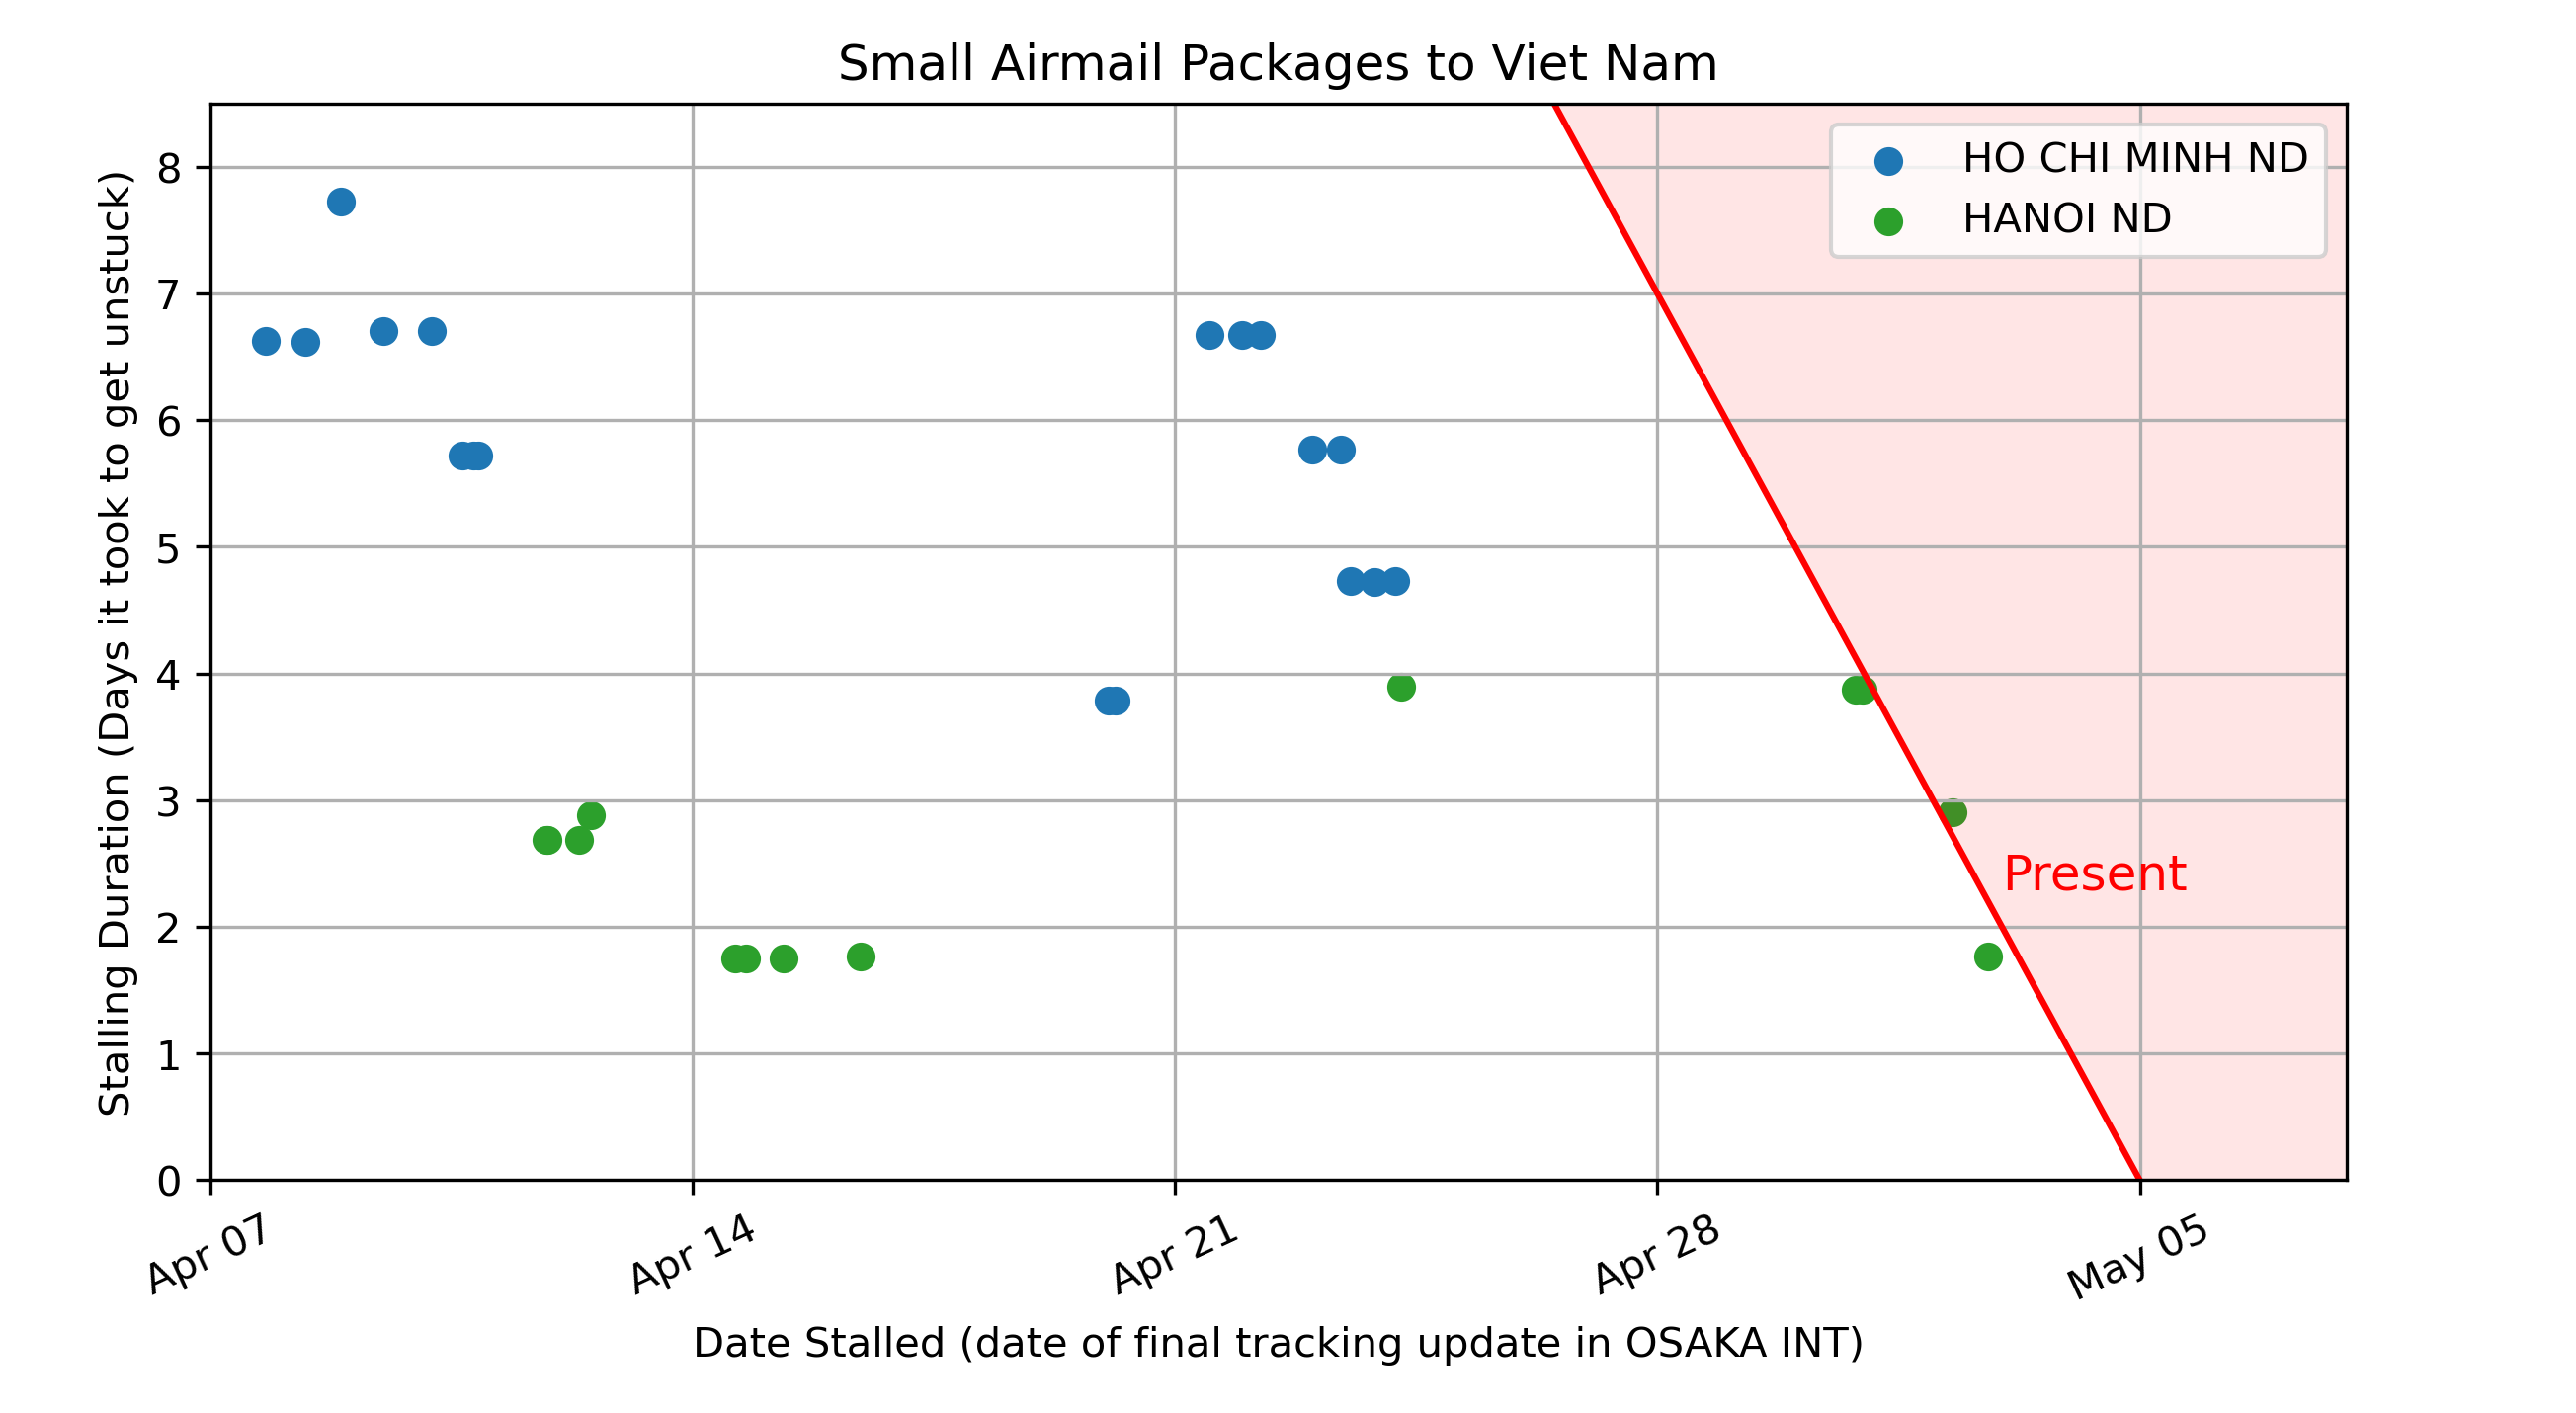 Small Airmail Packages to Viet Nam
HO CHI MINH ND
HANOI ND
Stalling Duration (Days it took to get unstuck)
8
7
6
5
4
3
2
1
0
Present
Apr 07
Apr 14
Apr 21
Apr 28
May 05
Date Stalled (date of final tracking update in OSAKA INT)